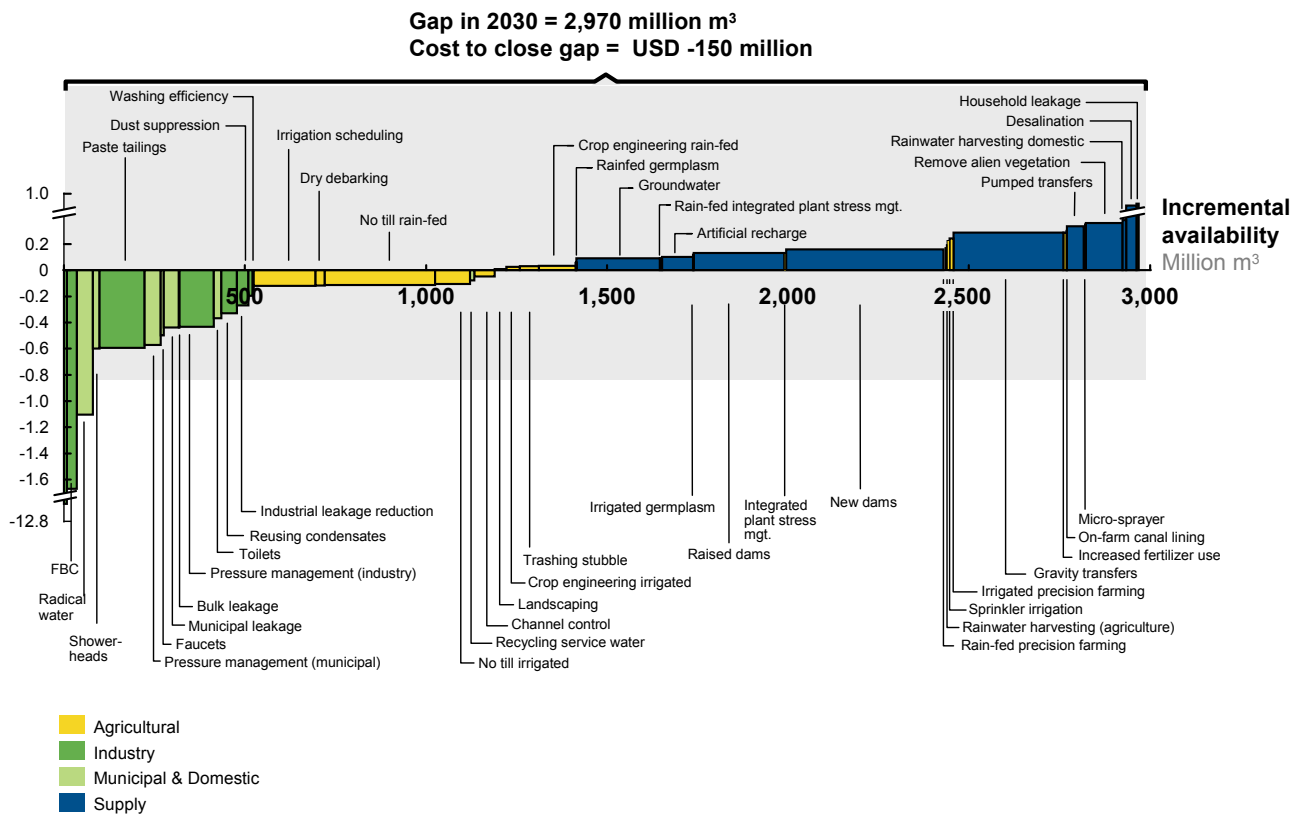 Gap in 2030 = 2,970 million m³
Cost to close gap =  USD -150 million
Household leakage
Washing efficiency
Desalination
Dust suppression
Irrigation scheduling
Rainwater harvesting domestic
Paste tailings
Crop engineering rain-fed
Rainfed germplasm
Remove alien vegetation
Dry debarking
Groundwater
Pumped transfers
No till rain-fed
Rain-fed integrated plant stress mgt.
Artificial recharge
Incremental
availability
Million m³
1.0
0.2
0
-0.2
-0.4
-0.6
-0.8
-1.0
-1.2
-1.4
-1.6
-12.8
500
1,000
1,500
2,000
2,500
3,000
Industrial leakage reduction
Reusing condensates
Toilets
Pressure management (industry)
FBC
Radical
water
Shower-
heads
Bulk leakage
Municipal leakage
Faucets
Pressure management (municipal)
Trashing stubble
Crop engineering irrigated
Landscaping
Channel control
Recycling service water
No till irrigated
Irrigated germplasm
Raised dams
Integrated
plant stress
mgt.
New dams
Micro-sprayer
On-farm canal lining
Increased fertilizer use
Gravity transfers
Irrigated precision farming
Sprinkler irrigation
Rainwater harvesting (agriculture)
Rain-fed precision farming
Agricultural
Industry
Municipal & Domestic
Supply